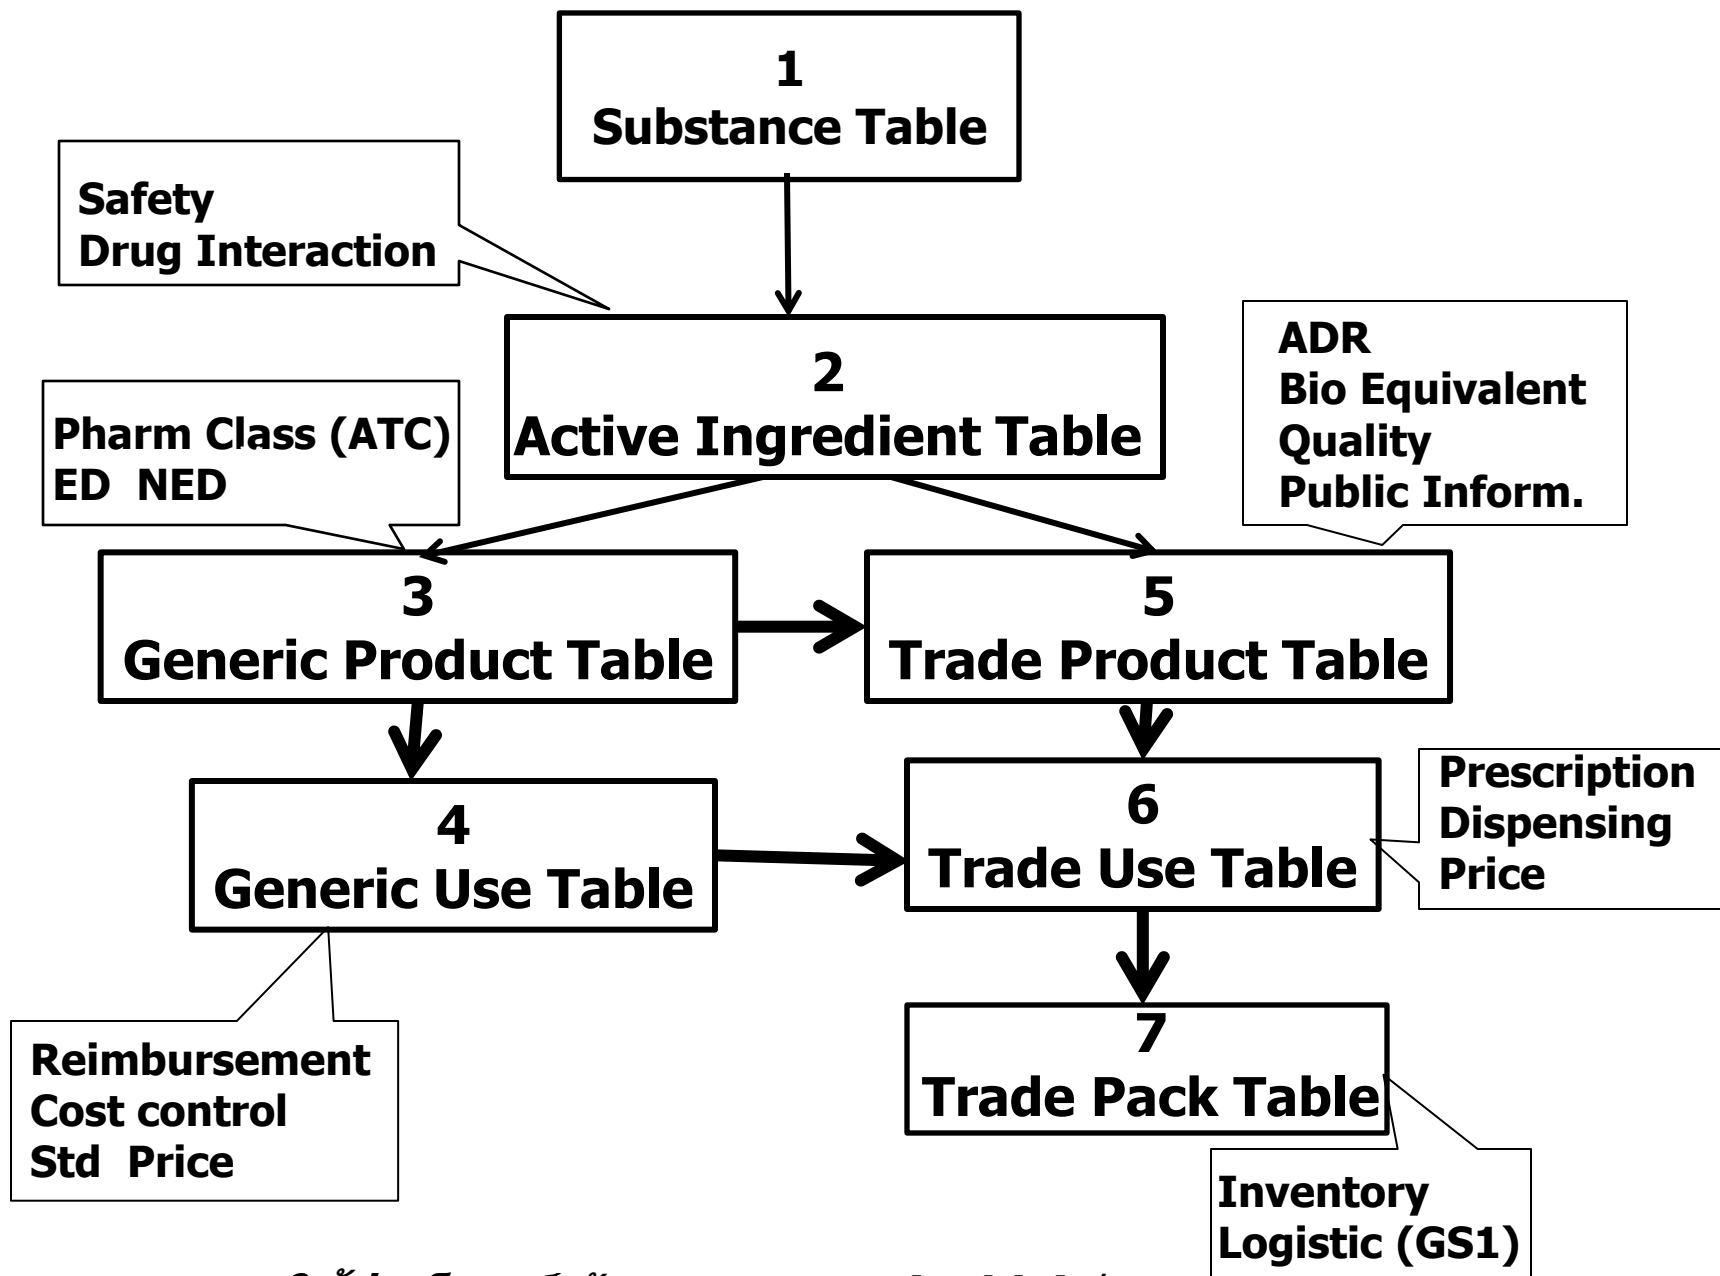 1
Substance Table
Safety
Drug Interaction
2
Active Ingredient Table
ADR
Bio Equivalent
Quality
Public Inform.
Pharm Class (ATC)
ED NED
3
Generic Product Table
5
Trade Product Table
4
Generic Use Table
6
Trade Use Table
Prescription
Dispensing
Price
7
Trade Pack Table
Reimbursement
Cost control
Std Price
Inventory
Logistic (GS1)